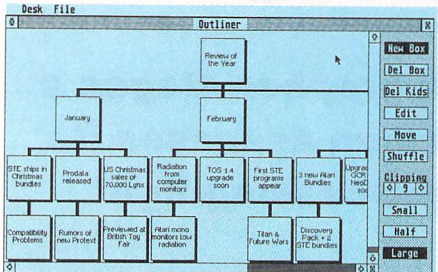 Desk File
Outliner
Review of
the Year
January
February
STE ships in
Christmas
bundles
Prodata
released
US Christmas
sales of
70,000 Lynx
Radiation
from
computer
monitors
TOS 1.4
upgrade
soon
First STE
programs
appear
3 new Atari
Bundles
Compatibility
Problems
Rumors of
new Protext
Previewed at
British Toy
Fair
Atari mono
monitors low
radiation
Titan &
Future Wars
Discovery
Pack + 2
STE bundles
New Box
Del Box
Del Kids
Edit
Move
Shuffle
Clipping
9
Small
Half
Large